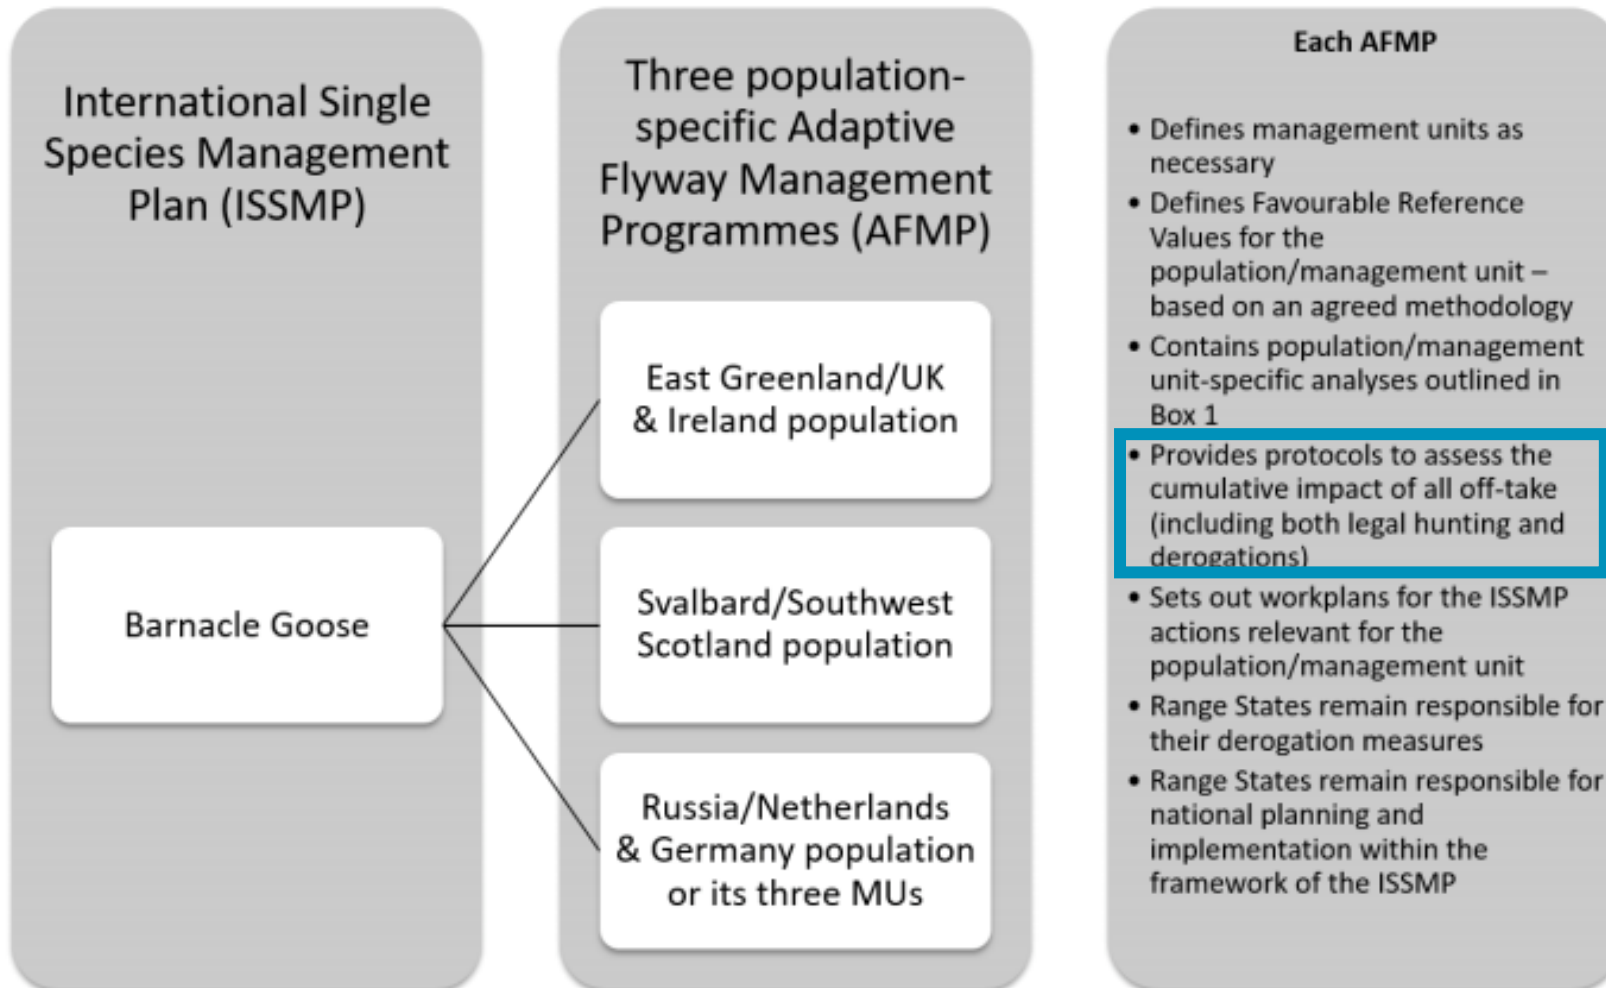 International Single
Species Management
Plan (ISSMP)
Barnacle Goose
Three population-
specific Adaptive
Flyway Management
Programmes (AFMP)
East Greenland/UK
& Ireland population
Svalbard/Southwest
Scotland population
Russia/Netherlands
& Germany population
or its three MUs
Each AFMP
• Defines management units as
necessary
• Defines Favourable Reference
Values for the
population/management unit –
based on an agreed methodology
• Contains population/management
unit-specific analyses outlined in
Box 1
• Provides protocols to assess the
cumulative impact of all off-take
(including both legal hunting and
derogations)
• Sets out workplans for the ISSMP
actions relevant for the
population/management unit
• Range States remain responsible for
their derogation measures
• Range States remain responsible for
national planning and
implementation within the
framework of the ISSMP